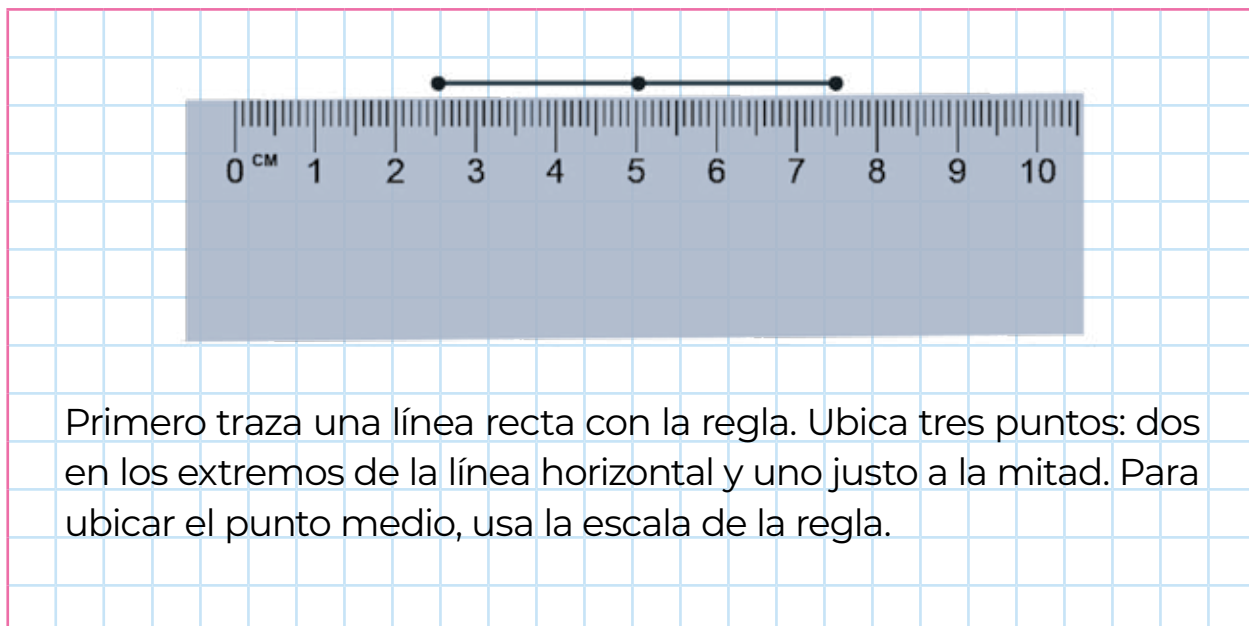 0 CM 1 2 3 4 5 6 7 8 9 10
Primero traza una línea recta con la regla. Ubica tres puntos: dos
en los extremos de la línea horizontal y uno justo a la mitad. Para
ubicar el punto medio, usa la escala de la regla.